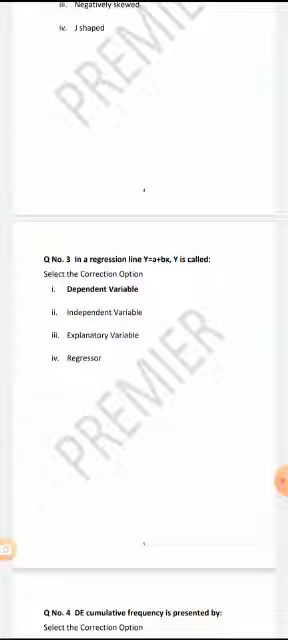 iii. Negatively skewed
iv. J shaped
PREMIER
4
Q No. 3 In a regression line Y=a+bx, Y is called:
Select the Correction Option
i. Dependent Variable
ii. Independent Variable
iii. Explanatory Variable
iv. Regressor
PREMIER
Q No. 4 DE cumulative frequency is presented by:
Select the Correction Option